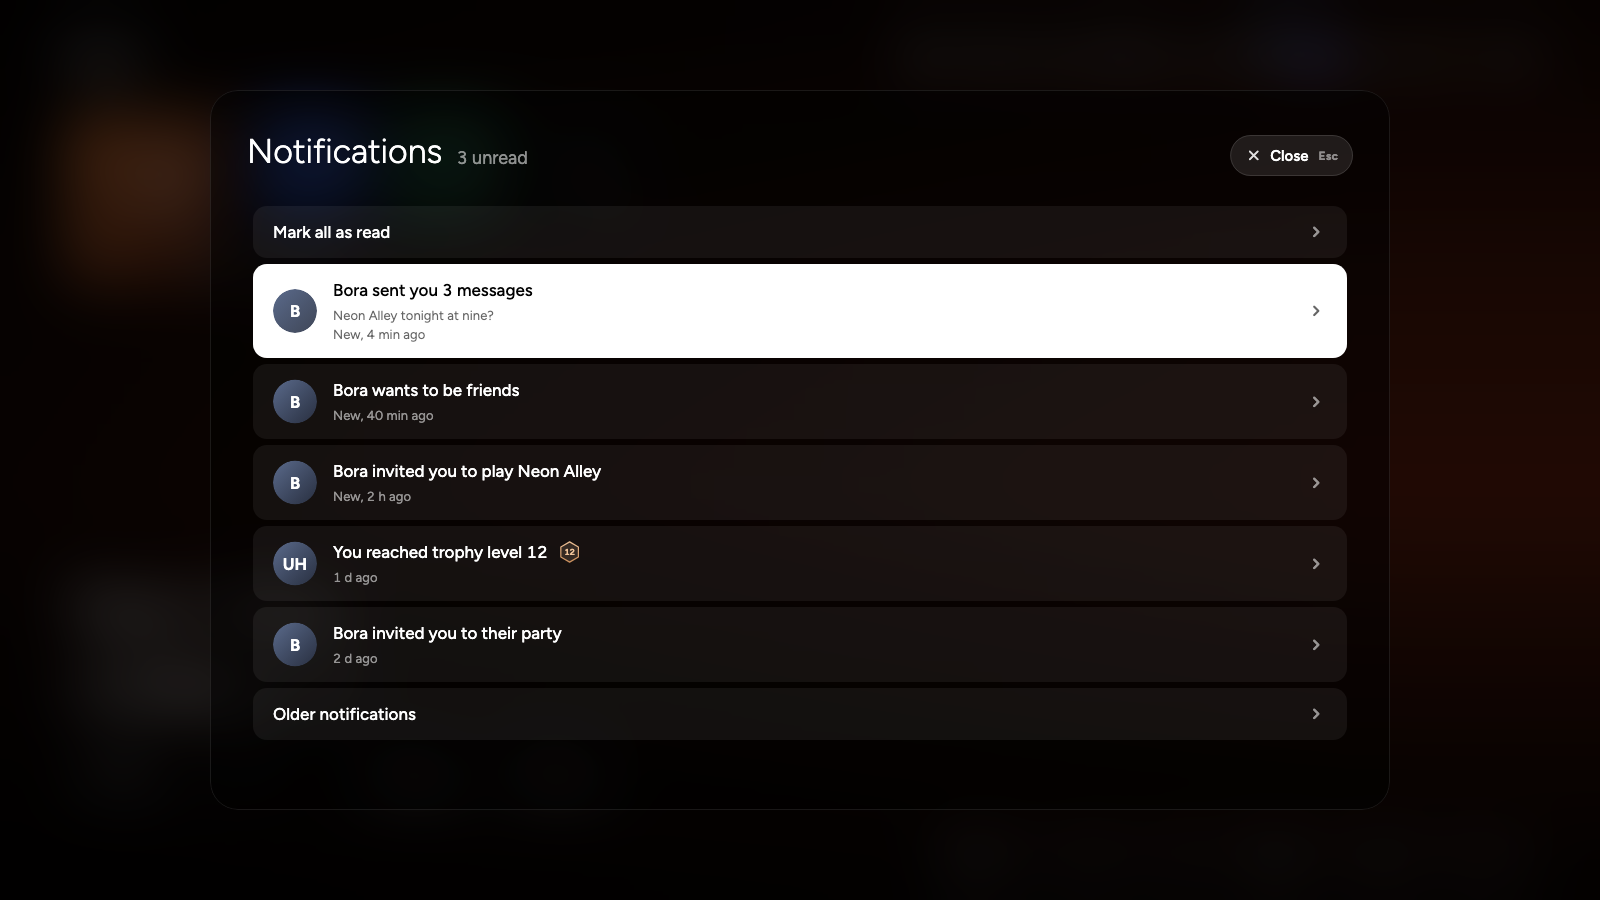 Notifications 3 unread
Close Esc
Mark all as read
B
Bora sent you 3 messages
Neon Alley tonight at nine?
New, 4 min ago
B
Bora wants to be friends
New, 40 min ago
B
Bora invited you to play Neon Alley
New, 2 h ago
UH
You reached trophy level 12 12
1 d ago
B
Bora invited you to their party
2 d ago
Older notifications